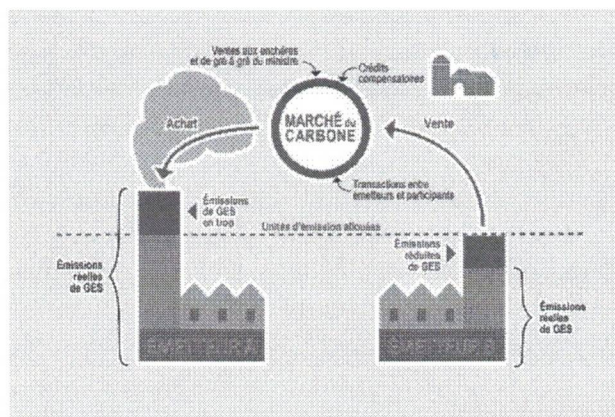 Ventes aux enchères
et de gré à gré du ministre
Crédits
compensatoires
Achat
MARCHÉ du
CARBONE
Vente
Transactions entre
émetteurs et participants
Émissions
de GES
en trop
Unités d'émission allouées
Émissions
réduites
de GES
Émissions
réelles
de GES
Émissions
réelles
de GES
ÉMETTEUR A
ÉMETTEUR B